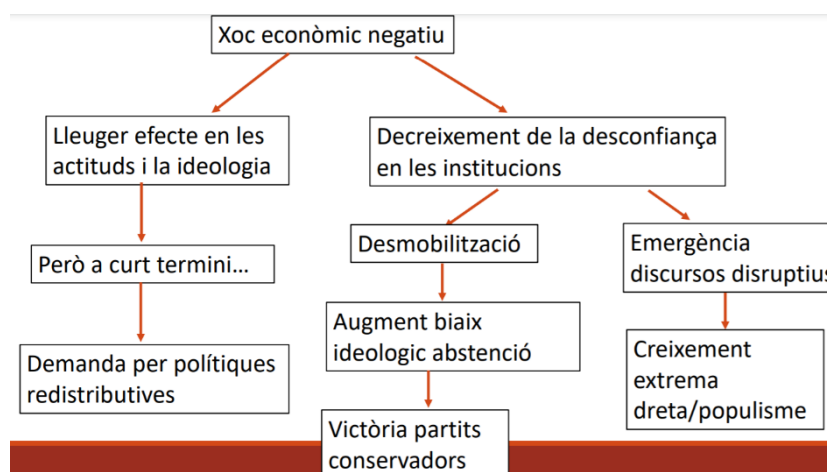 Xoc econòmic negatiu
Lleuger efecte en les
actituds i la ideologia
Decreixement de la desconfiança
en les institucions
Però a curt termini...
Desmobilització
Emergència
discursos disruptius
Demanda per polítiques
redistributives
Augment biaix
ideologic abstenció
Creixement
extrema
dreta/populisme
Victòria partits
conservadors